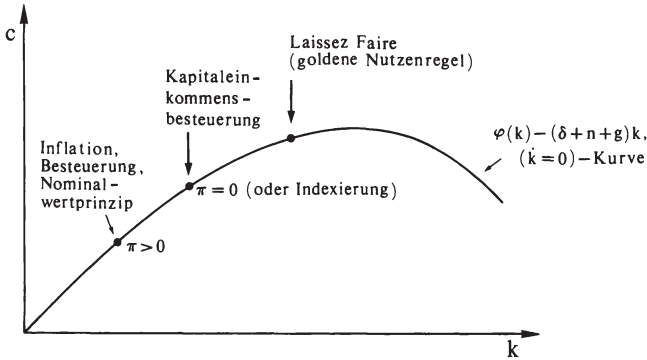 c
Laissez Faire
(goldene Nutzenregel)
Kapitalein-
kommens-
besteuerung
φ(k)-(δ+n+g)k,
(k̇=0)-Kurve
Inflation,
Besteuerung,
Nominal-
wertprinzip
π=0 (oder Indexierung)
π>0
k